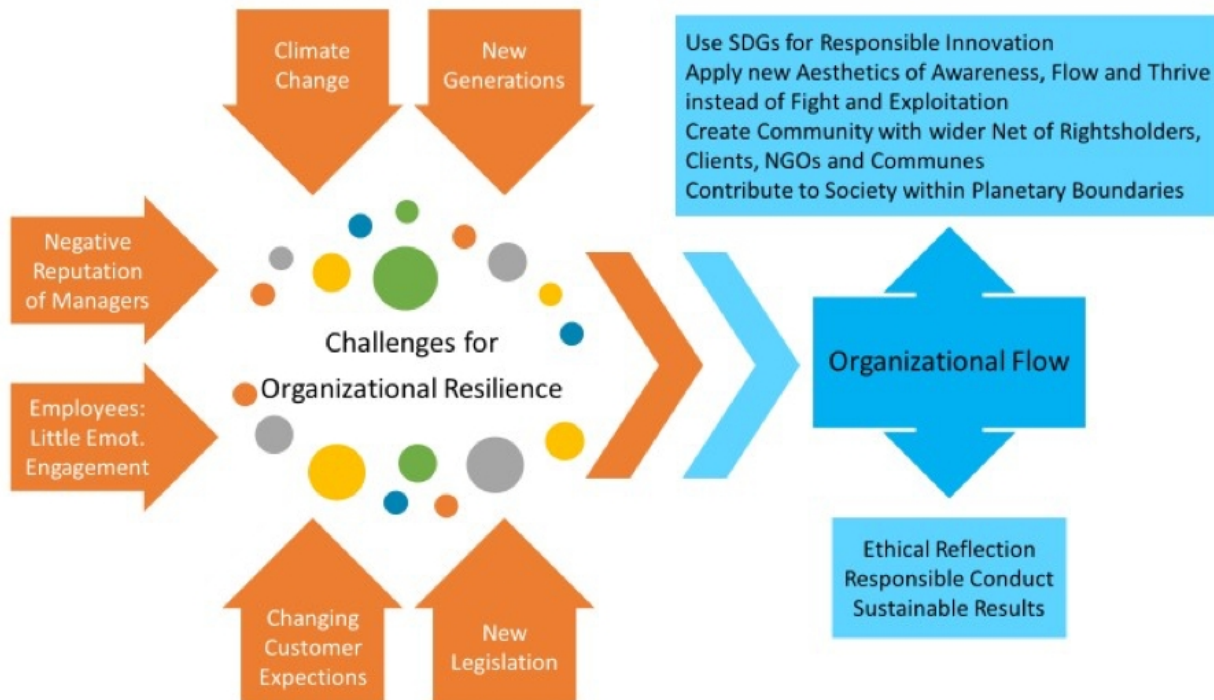 Climate
Change
New
Generations
Negative
Reputation
of Managers
Employees:
Little Emot.
Engagement
Challenges for
Organizational Resilience
Changing
Customer
Expections
New
Legislation
Use SDGs for Responsible Innovation
Apply new Aesthetics of Awareness, Flow and Thrive
instead of Fight and Exploitation
Create Community with wider Net of Rightsholders,
Clients, NGOs and Communes
Contribute to Society within Planetary Boundaries
Organizational Flow
Ethical Reflection
Responsible Conduct
Sustainable Results